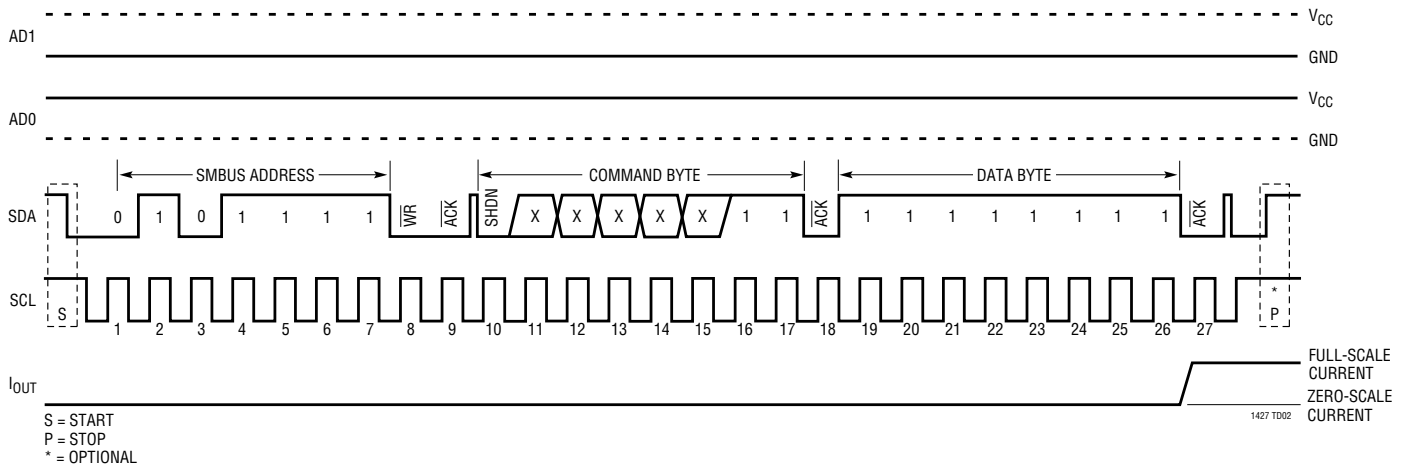 AD1
V_CC
GND
AD0
V_CC
GND
SMBUS ADDRESS
COMMAND BYTE
DATA BYTE
SDA
0 1 0 1 1 1 1 WR ACK SHDN X X X X X 1 1 ACK 1 1 1 1 1 1 1 1 ACK
SCL
S
* P
1 2 3 4 5 6 7 8 9 10 11 12 13 14 15 16 17 18 19 20 21 22 23 24 25 26 27
I_OUT
FULL-SCALE
CURRENT
ZERO-SCALE
CURRENT
1427 TD02
S = START
P = STOP
* = OPTIONAL